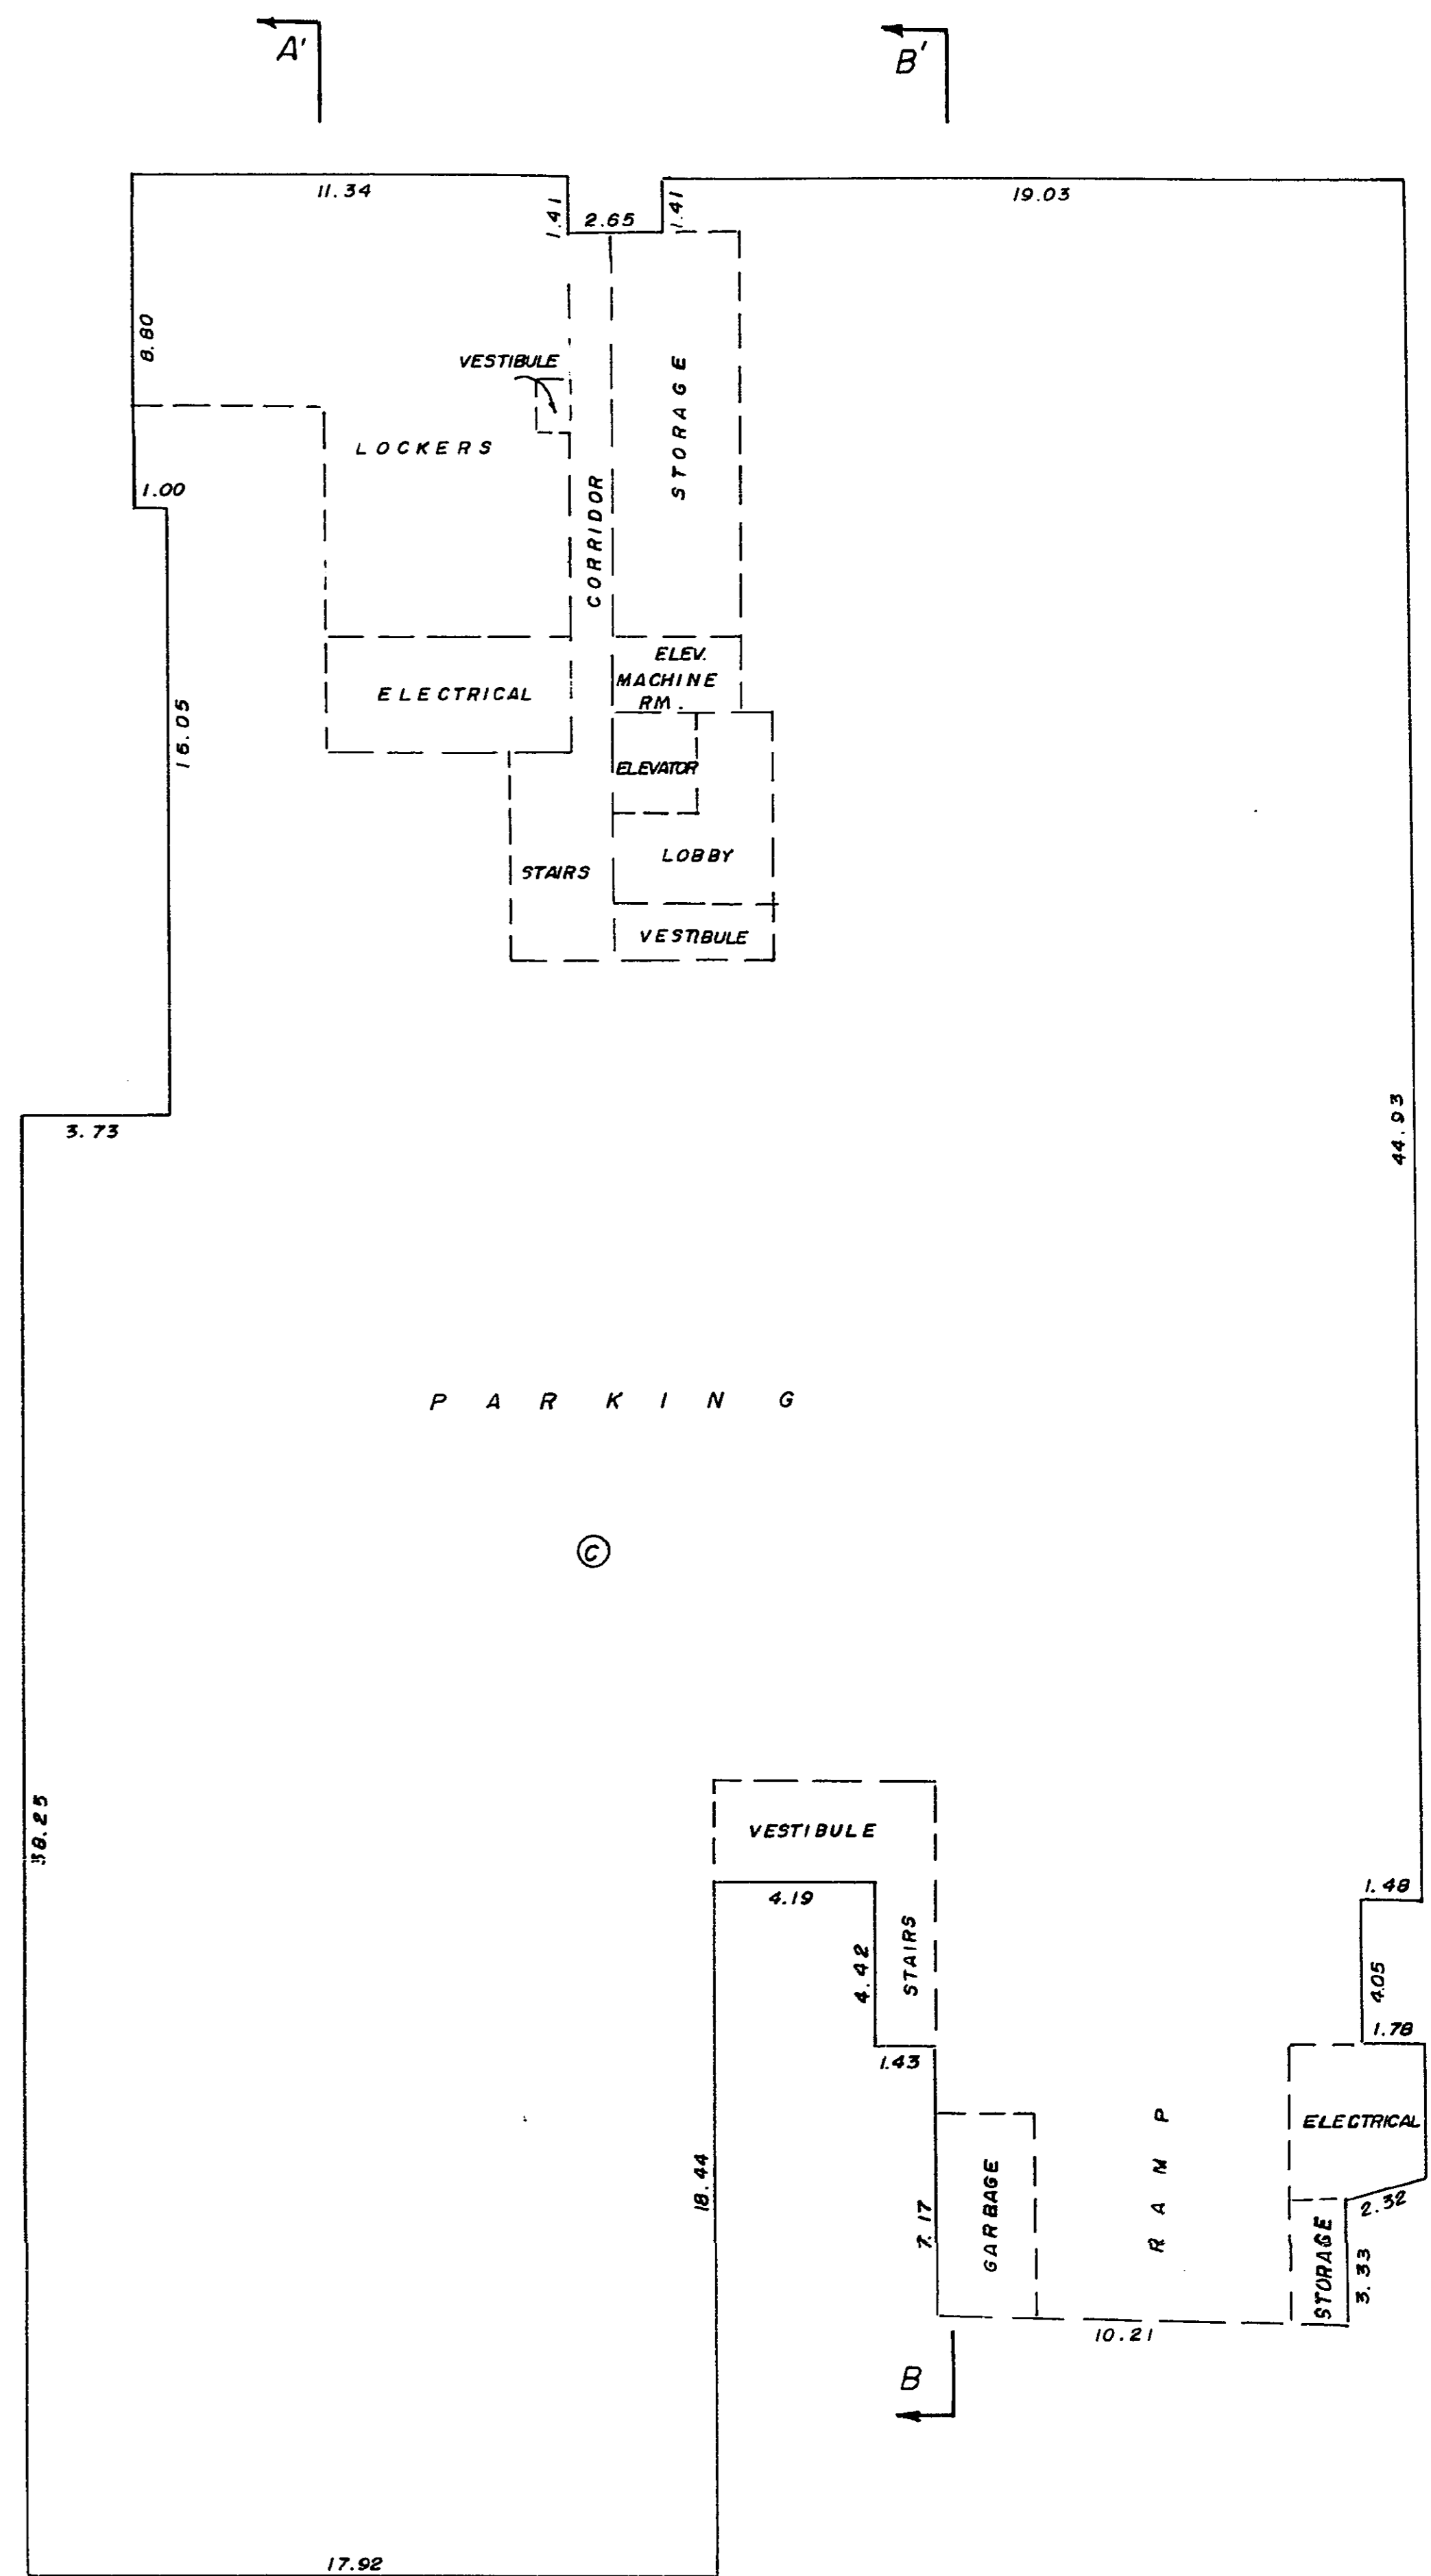 A'
B'
11.34
1.41
2.65
1.41
19.03
8.80
VESTIBULE
LOCKERS
STORAGE
1.00
CORRIDOR
ELEV.
MACHINE
RM.
ELECTRICAL
16.05
ELEVATOR
LOBBY
STAIRS
VESTIBULE
3.73
44.93
PARKING
C
38.25
VESTIBULE
4.19
1.48
4.42
STAIRS
4.05
1.78
1.43
ELECTRICAL
18.44
7.17
GARBAGE
RAMP
2.32
STORAGE
3.33
10.21
B
17.92